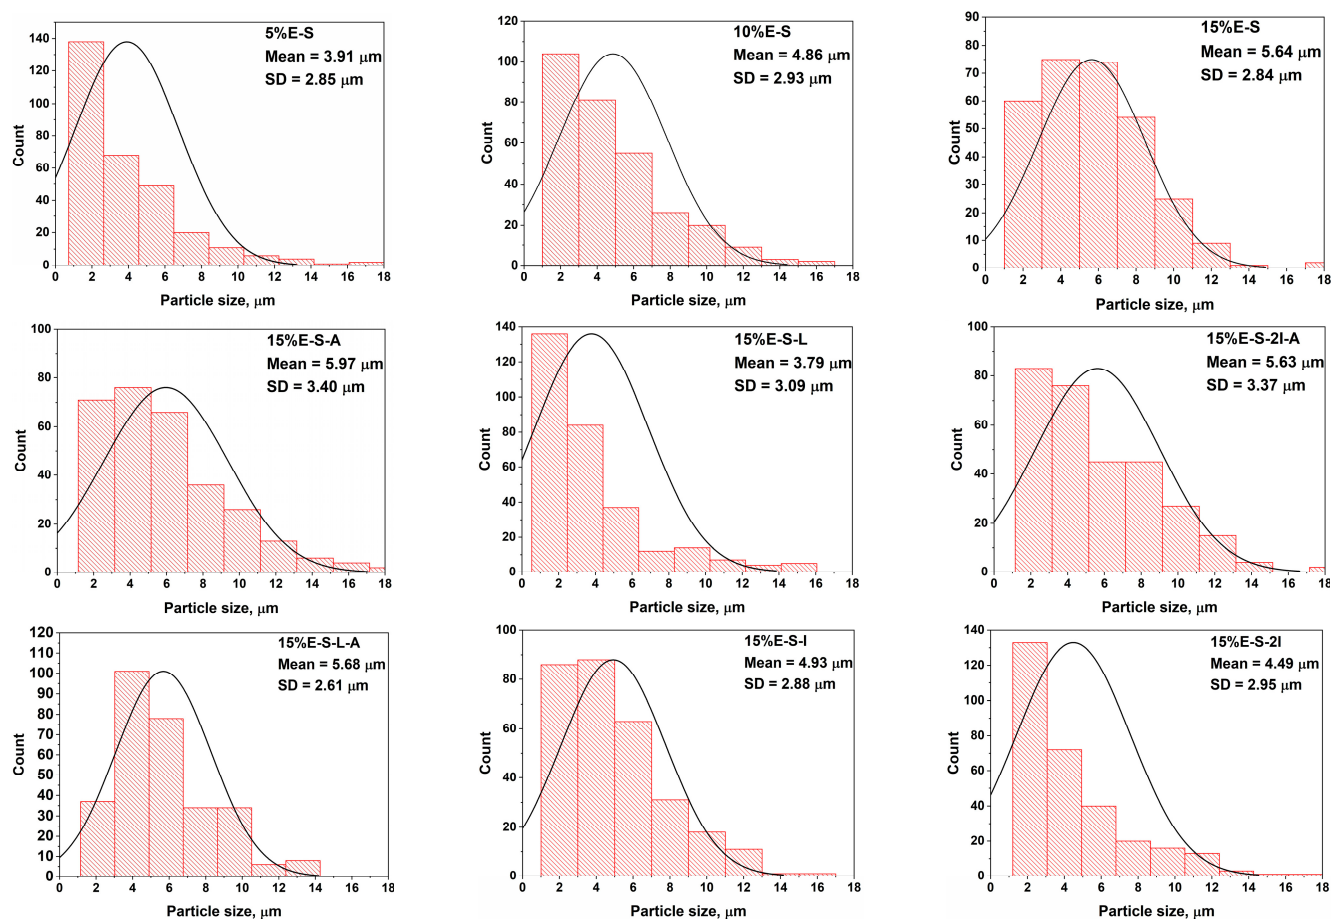 5%E-S
Mean = 3.91 μm
SD = 2.85 μm
Count
140
120
100
80
60
40
20
0
0 2 4 6 8 10 12 14 16 18
Particle size, μm
10%E-S
Mean = 4.86 μm
SD = 2.93 μm
Count
120
100
80
60
40
20
0
0 2 4 6 8 10 12 14 16 18
Particle size, μm
15%E-S
Mean = 5.64 μm
SD = 2.84 μm
Count
90
80
70
60
50
40
30
20
10
0
0 2 4 6 8 10 12 14 16 18
Particle size, μm
15%E-S-A
Mean = 5.97 μm
SD = 3.40 μm
Count
100
80
60
40
20
0
0 2 4 6 8 10 12 14 16 18
Particle size, μm
15%E-S-L
Mean = 3.79 μm
SD = 3.09 μm
Count
140
120
100
80
60
40
20
0
0 2 4 6 8 10 12 14 16 18
Particle size, μm
15%E-S-2I-A
Mean = 5.63 μm
SD = 3.37 μm
Count
100
80
60
40
20
0
0 2 4 6 8 10 12 14 16 18
Particle size, μm
15%E-S-L-A
Mean = 5.68 μm
SD = 2.61 μm
Count
120
110
100
90
80
70
60
50
40
30
20
10
0
0 2 4 6 8 10 12 14 16 18
Particle size, μm
15%E-S-I
Mean = 4.93 μm
SD = 2.88 μm
Count
100
80
60
40
20
0
0 2 4 6 8 10 12 14 16 18
Particle size, μm
15%E-S-2I
Mean = 4.49 μm
SD = 2.95 μm
Count
140
120
100
80
60
40
20
0
0 2 4 6 8 10 12 14 16 18
Particle size, μm